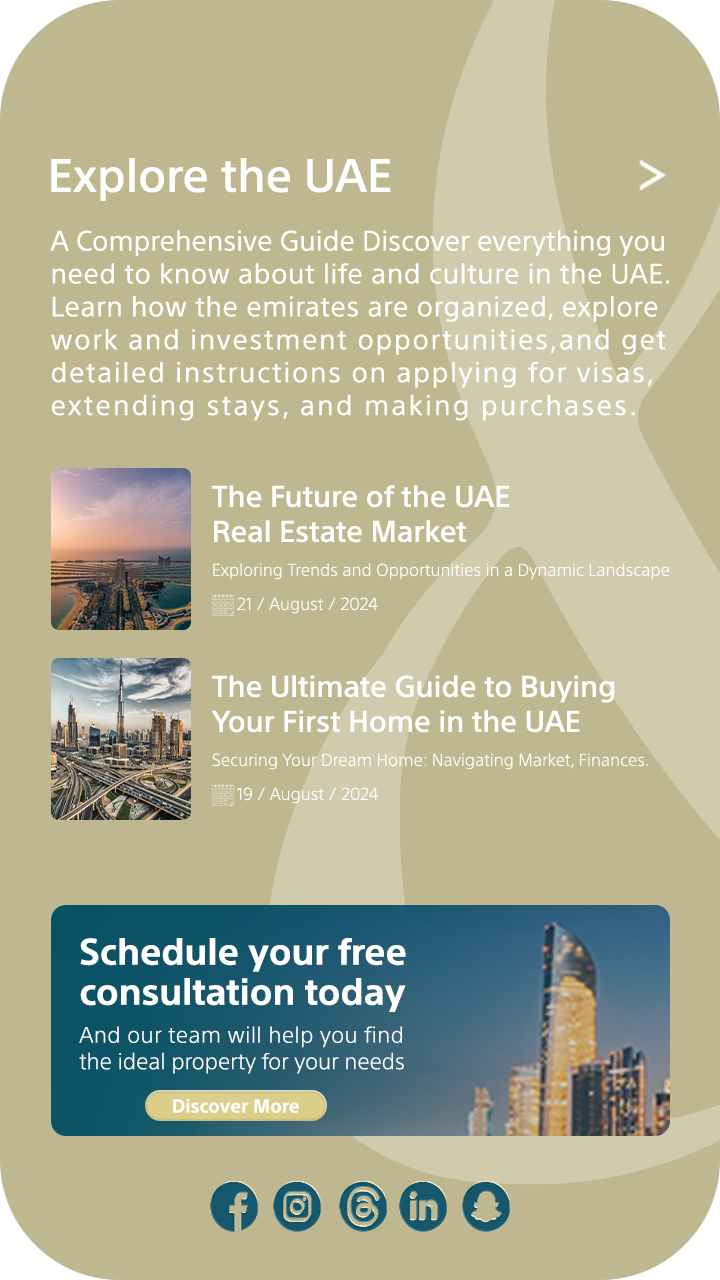 Explore the UAE >
A Comprehensive Guide Discover everything you
need to know about life and culture in the UAE.
Learn how the emirates are organized, explore
work and investment opportunities,and get
detailed instructions on applying for visas,
extending stays, and making purchases.
The Future of the UAE
Real Estate Market
Exploring Trends and Opportunities in a Dynamic Landscape
21 / August / 2024
The Ultimate Guide to Buying
Your First Home in the UAE
Securing Your Dream Home: Navigating Market, Finances.
19 / August / 2024
Schedule your free
consultation today
And our team will help you find
the ideal property for your needs
Discover More